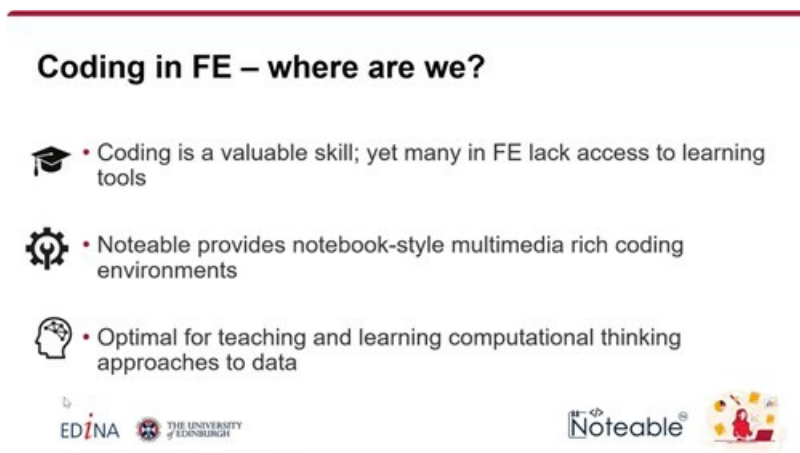 Coding in FE – where are we?
• Coding is a valuable skill; yet many in FE lack access to learning
tools
• Noteable provides notebook-style multimedia rich coding
environments
• Optimal for teaching and learning computational thinking
approaches to data
EDINA
THE UNIVERSITY
of EDINBURGH
</>
Noteable